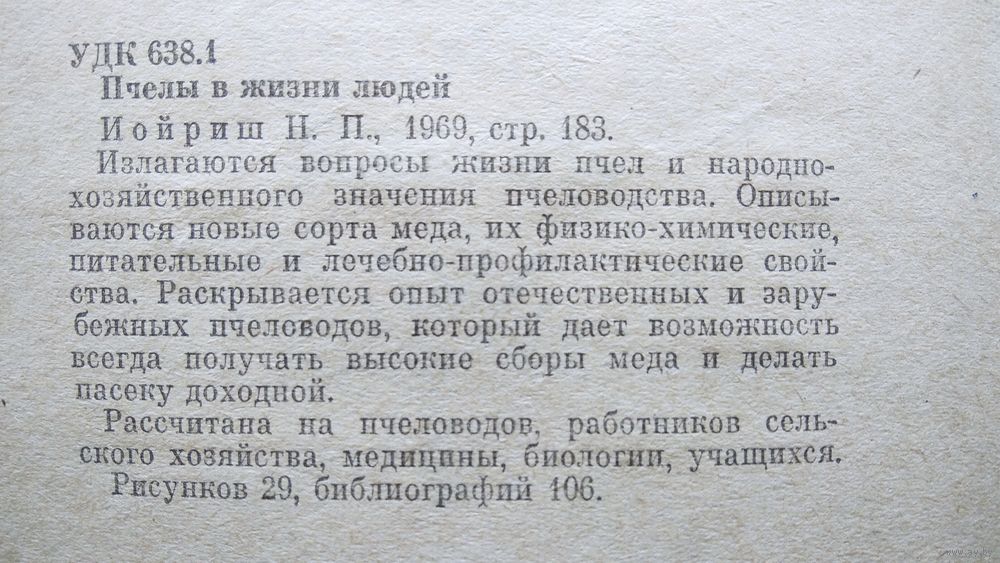 УДК 638.1
Пчелы в жизни людей
Иойриш Н. П., 1969, стр. 183.
Излагаются вопросы жизни пчел и народно-
хозяйственного значения пчеловодства. Описы-
ваются новые сорта меда, их физико-химические,
питательные и лечебно-профилактические свой-
ства. Раскрывается опыт отечественных и зару-
бежных пчеловодов, который дает возможность
всегда получать высокие сборы меда и делать
пасеку доходной.
Рассчитана на пчеловодов, работников сель-
ского хозяйства, медицины, биологии, учащихся.
Рисунков 29, библиографий 106.
www.ay.by